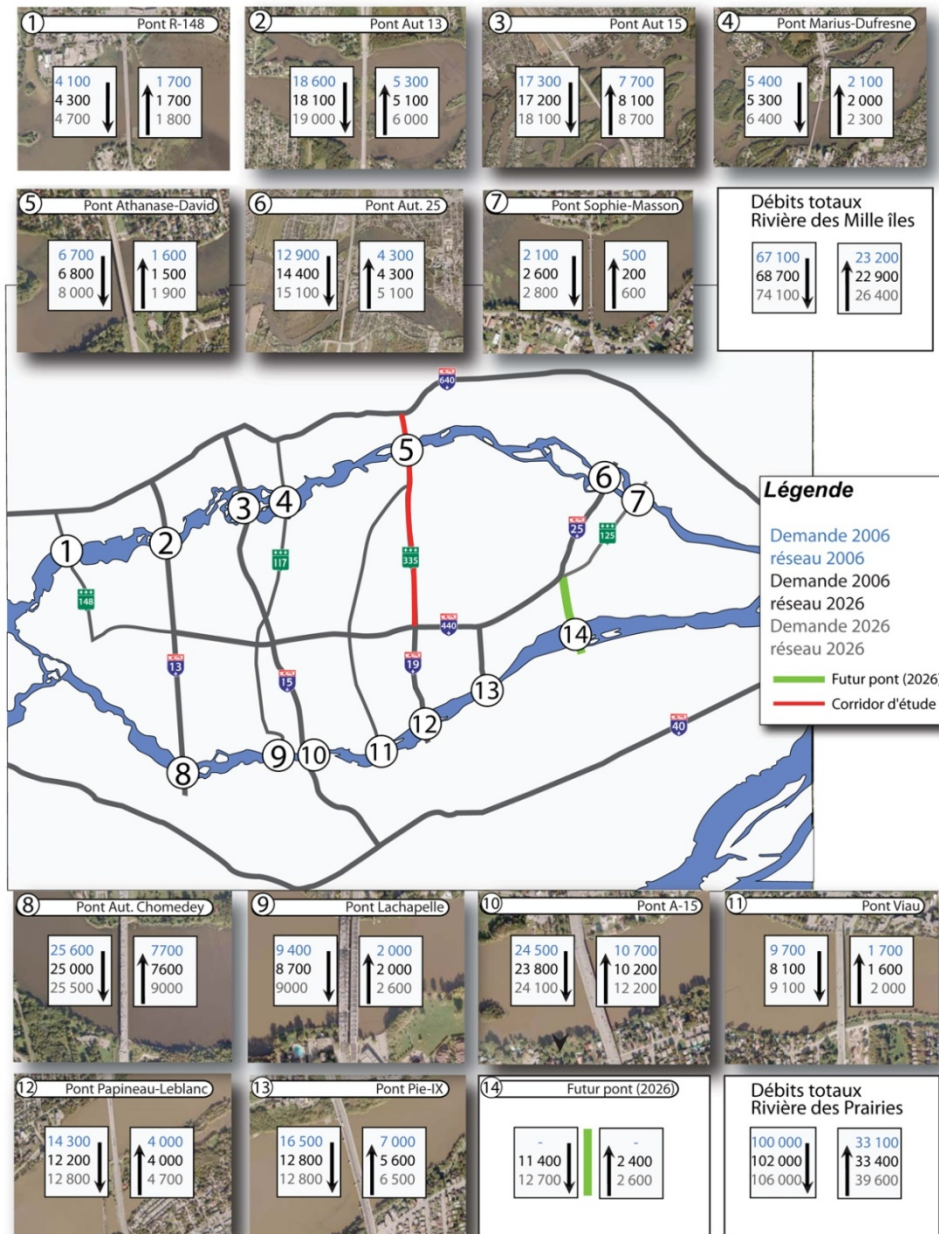 1 Pont R-148
4 100 1 700
4 300 1 700
4 700 1 800
2 Pont Aut 13
18 600 5 300
18 100 5 100
19 000 6 000
3 Pont Aut 15
17 300 7 700
17 200 8 100
18 100 8 700
4 Pont Marius-Dufresne
5 400 2 100
5 300 2 000
6 400 2 300
5 Pont Athanase-David
6 700 1 600
6 800 1 500
8 000 1 900
6 Pont Aut. 25
12 900 4 300
14 400 4 300
15 100 5 100
7 Pont Sophie-Masson
2 100 500
2 600 200
2 800 600
Débits totaux
Rivière des Mille îles
67 100 23 200
68 700 22 900
74 100 26 400
640
5
6
7
3
4
1
2
25
125
117
335
148
14
440
13
15
19
13
12
9
10
11
8
40
Légende
Demande 2006
réseau 2006
Demande 2006
réseau 2026
Demande 2026
réseau 2026
Futur pont (2026)
Corridor d'étude
8 Pont Aut. Chomedey
25 600 7700
25 000 7600
25 500 9000
9 Pont Lachapelle
9 400 2 000
8 700 2 000
9000 2 600
10 Pont A-15
24 500 10 700
23 800 10 200
24 100 12 200
11 Pont Viau
9 700 1 700
8 100 1 600
9 100 2 000
12 Pont Papineau-Leblanc
14 300 4 000
12 200 4 000
12 800 4 700
13 Pont Pie-IX
16 500 7 000
12 800 5 600
12 800 6 500
14 Futur pont (2026)
- -
11 400 2 400
12 700 2 600
Débits totaux
Rivière des Prairies
100 000 33 100
102 000 33 400
106 000 39 600